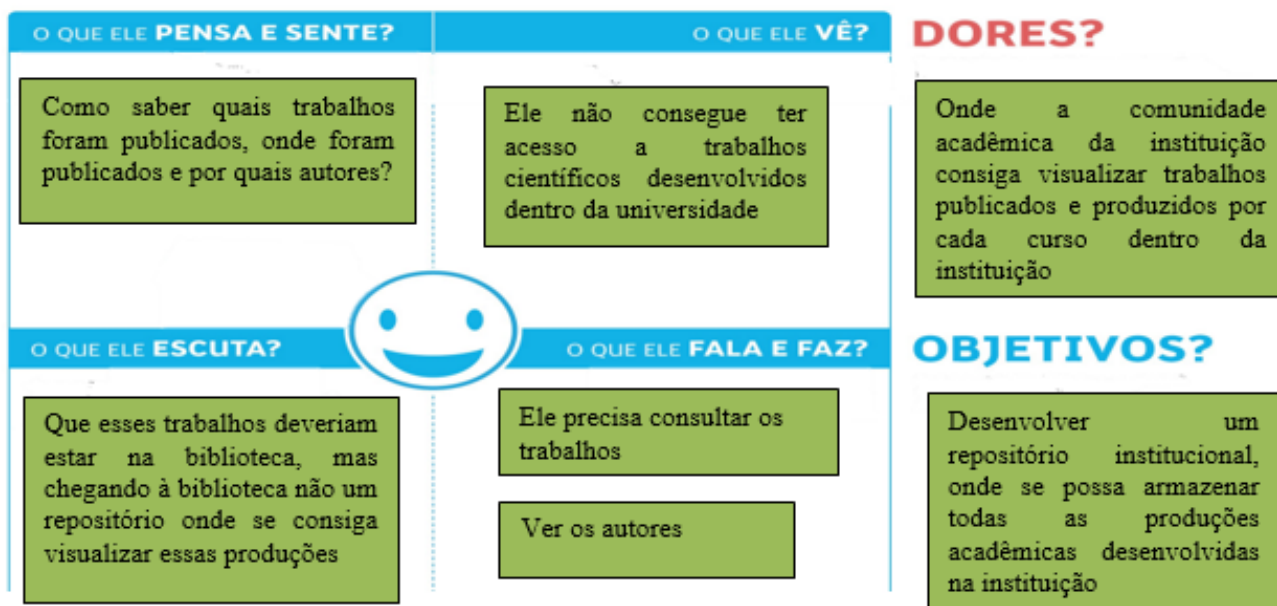 O QUE ELE PENSA E SENTE?
Como saber quais trabalhos
foram publicados, onde foram
publicados e por quais autores?
O QUE ELE VÊ?
Ele não consegue ter
acesso a trabalhos
científicos desenvolvidos
dentro da universidade
DORES?
Onde a comunidade
acadêmica da instituição
consiga visualizar trabalhos
publicados e produzidos por
cada curso dentro da
instituição
O QUE ELE ESCUTA?
Que esses trabalhos deveriam
estar na biblioteca, mas
chegando à biblioteca não um
repositório onde se consiga
visualizar essas produções
O QUE ELE FALA E FAZ?
Ele precisa consultar os
trabalhos
Ver os autores
OBJETIVOS?
Desenvolver um
repositório institucional,
onde se possa armazenar
todas as produções
acadêmicas desenvolvidas
na instituição